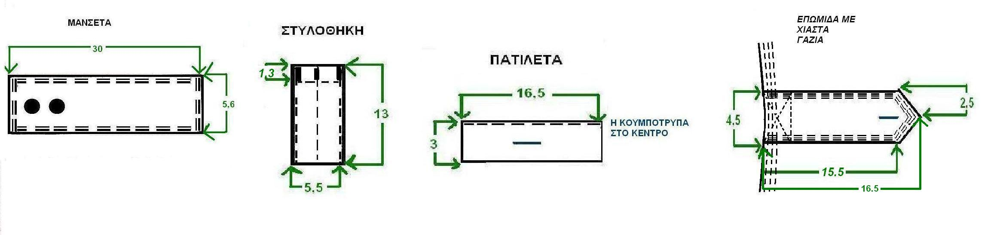 ΜΑΝΣΕΤΑ
30
5,6
ΣΤΥΛΟΘΗΚΗ
1,3
13
5,5
ΠΑΤΙΛΕΤΑ
16,5
3
Η ΚΟΥΜΠΟΤΡΥΠΑ
ΣΤΟ ΚΕΝΤΡΟ
ΕΠΩΜΙΔΑ ΜΕ
ΧΙΑΣΤΑ
ΓΑΖΙΑ
2,5
4,5
15.5
16.5